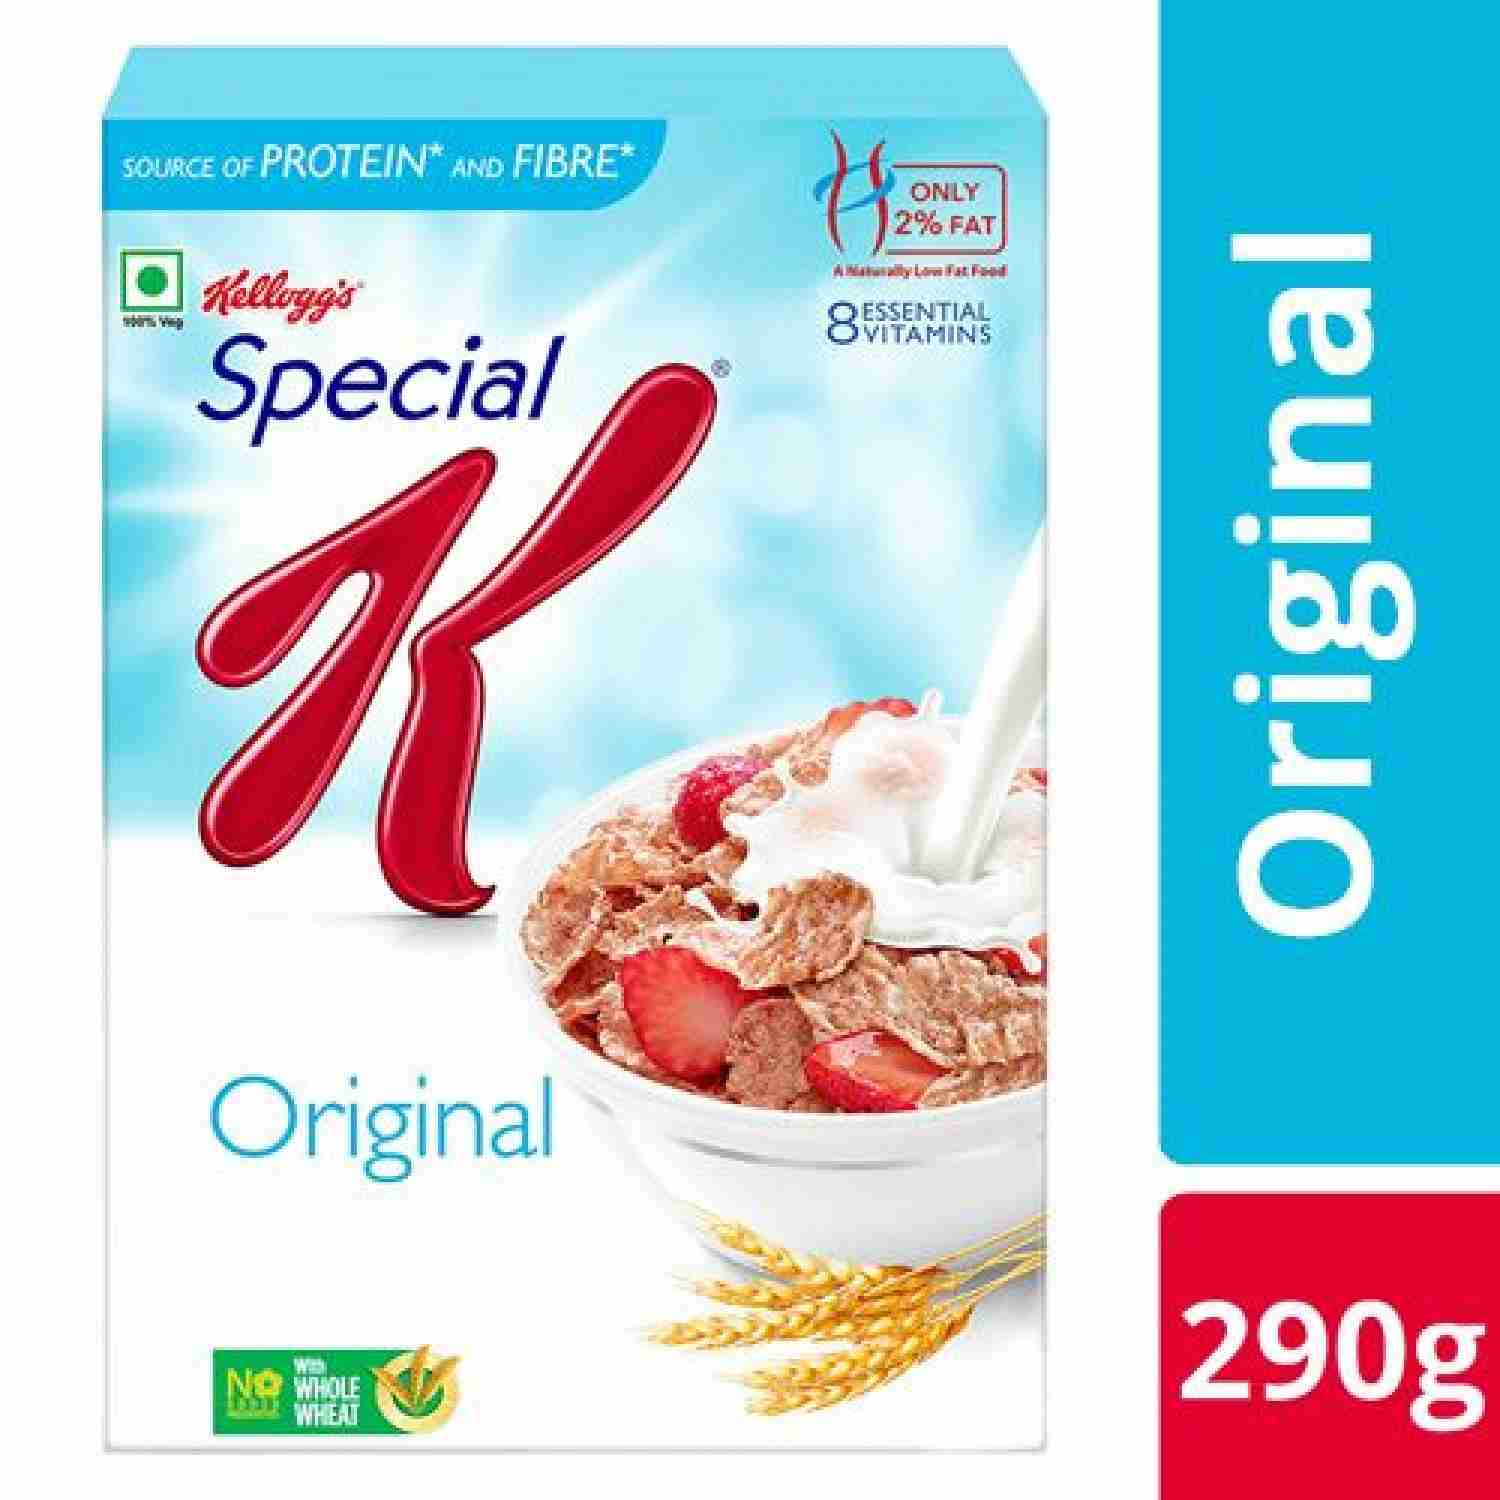 SOURCE OF PROTEIN* AND FIBRE*
ONLY
2% FAT
A Naturally Low Fat Food
8 ESSENTIAL
VITAMINS
100% Veg
Kellogg's
Special
K®
Original
NO
With
WHOLE
WHEAT
Original
290g